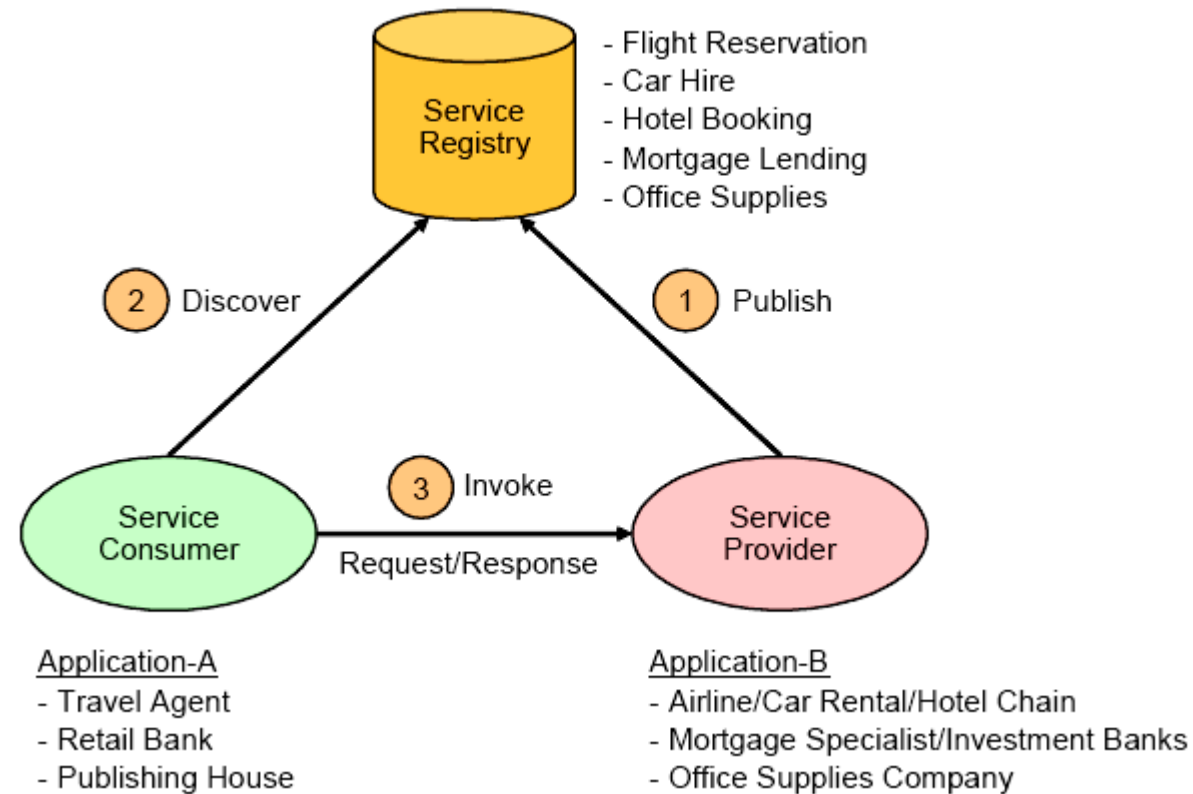 Service
Registry
- Flight Reservation
- Car Hire
- Hotel Booking
- Mortgage Lending
- Office Supplies
2 Discover
1 Publish
3 Invoke
Service
Consumer
Request/Response
Service
Provider
Application-A
- Travel Agent
- Retail Bank
- Publishing House
Application-B
- Airline/Car Rental/Hotel Chain
- Mortgage Specialist/Investment Banks
- Office Supplies Company